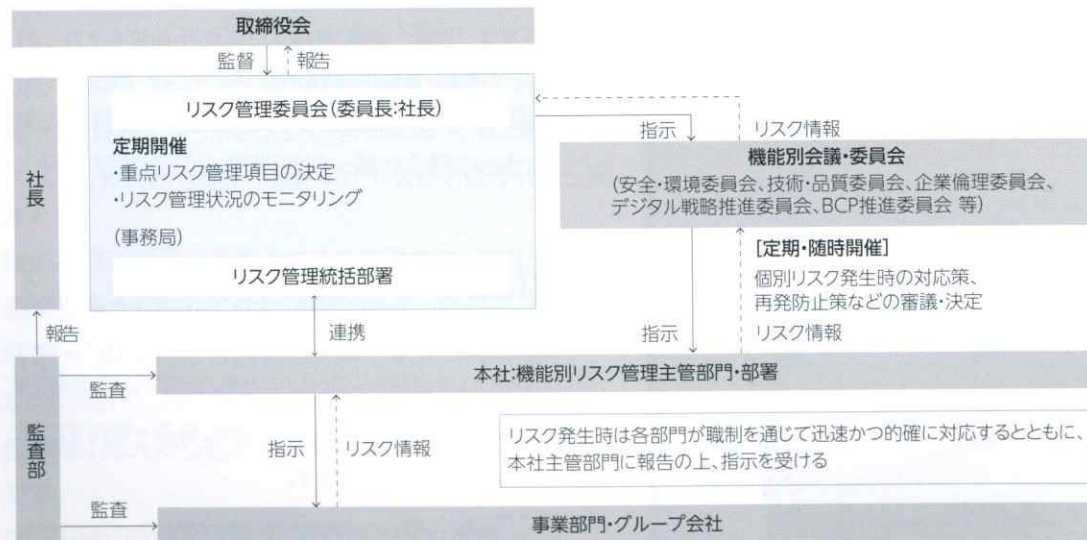 取締役会
監督
報告
リスク管理委員会(委員長:社長)
定期開催
・重点リスク管理項目の決定
・リスク管理状況のモニタリング
(事務局)
リスク管理統括部署
社長
指示
リスク情報
機能別会議・委員会
(安全・環境委員会、技術・品質委員会、企業倫理委員会、
デジタル戦略推進委員会、BCP推進委員会 等)
[定期・随時開催]
個別リスク発生時の対応策、
再発防止策などの審議・決定
報告
連携
指示
リスク情報
監査
本社:機能別リスク管理主管部門・部署
監査部
指示
リスク情報
リスク発生時は各部門が職制を通じて迅速かつ的確に対応するとともに、
本社主管部門に報告の上、指示を受ける
監査
事業部門・グループ会社